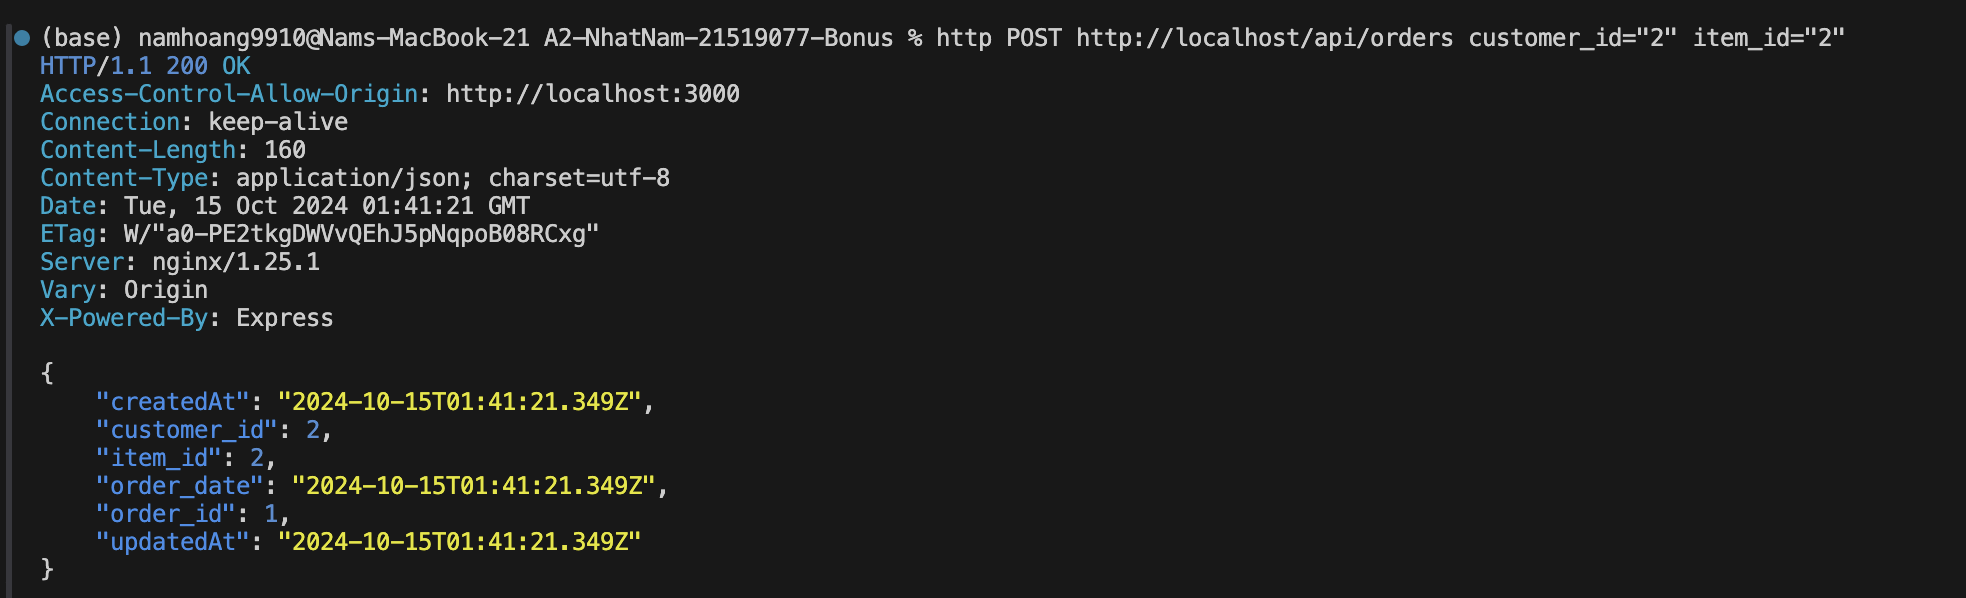 (base) namhoang9910@Nams-MacBook-21 A2-NhatNam-21519077-Bonus % http POST http://localhost/api/orders customer_id="2" item_id="2"
HTTP/1.1 200 OK
Access-Control-Allow-Origin: http://localhost:3000
Connection: keep-alive
Content-Length: 160
Content-Type: application/json; charset=utf-8
Date: Tue, 15 Oct 2024 01:41:21 GMT
ETag: W/"a0-PE2tkgDWVvQEhJ5pNqpoB08RCxg"
Server: nginx/1.25.1
Vary: Origin
X-Powered-By: Express

{
    "createdAt": "2024-10-15T01:41:21.349Z",
    "customer_id": 2,
    "item_id": 2,
    "order_date": "2024-10-15T01:41:21.349Z",
    "order_id": 1,
    "updatedAt": "2024-10-15T01:41:21.349Z"
}